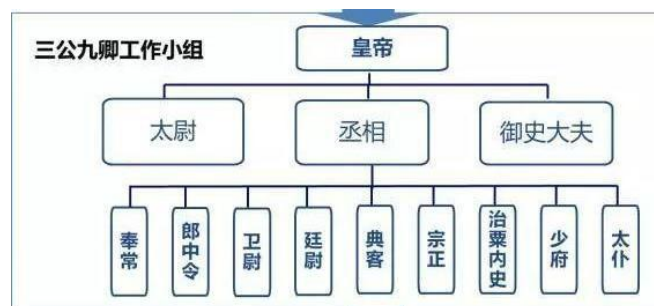 三公九卿工作小组
皇帝
太尉
丞相
御史大夫
奉常
郎中令
卫尉
廷尉
典客
宗正
治粟内史
少府
太仆